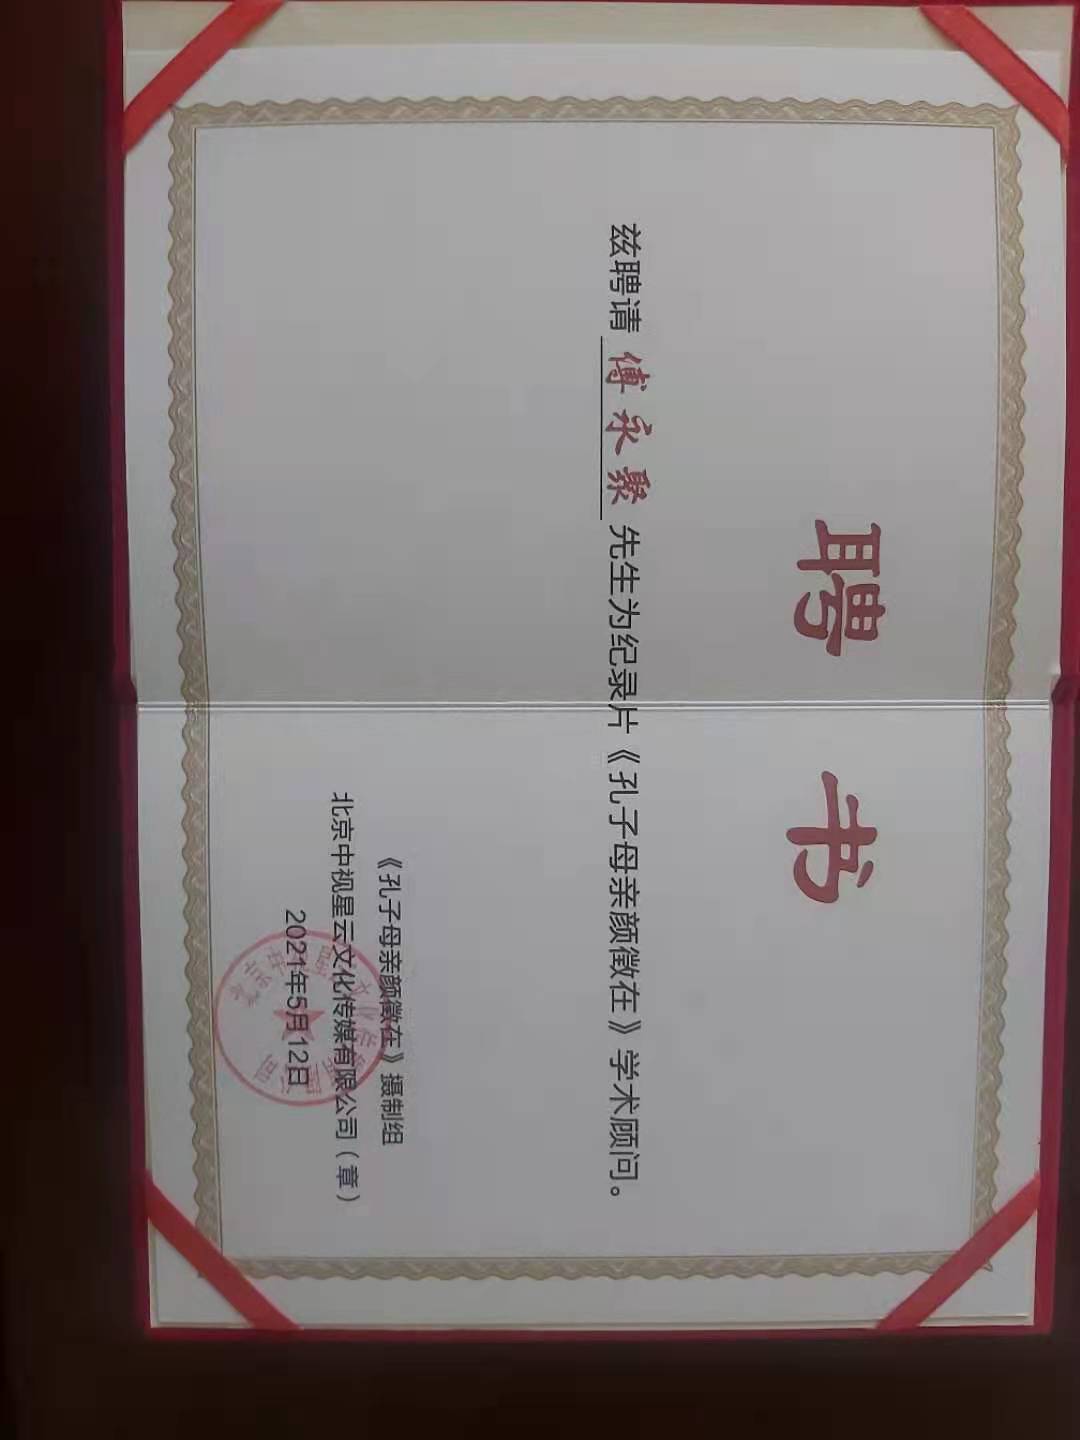 聘书
兹聘请 傅永聚 先生为纪录片《孔子母亲颜徵在》学术顾问。
《孔子母亲颜徵在》摄制组
北京中视星云文化传媒有限公司（章）
2021年5月12日